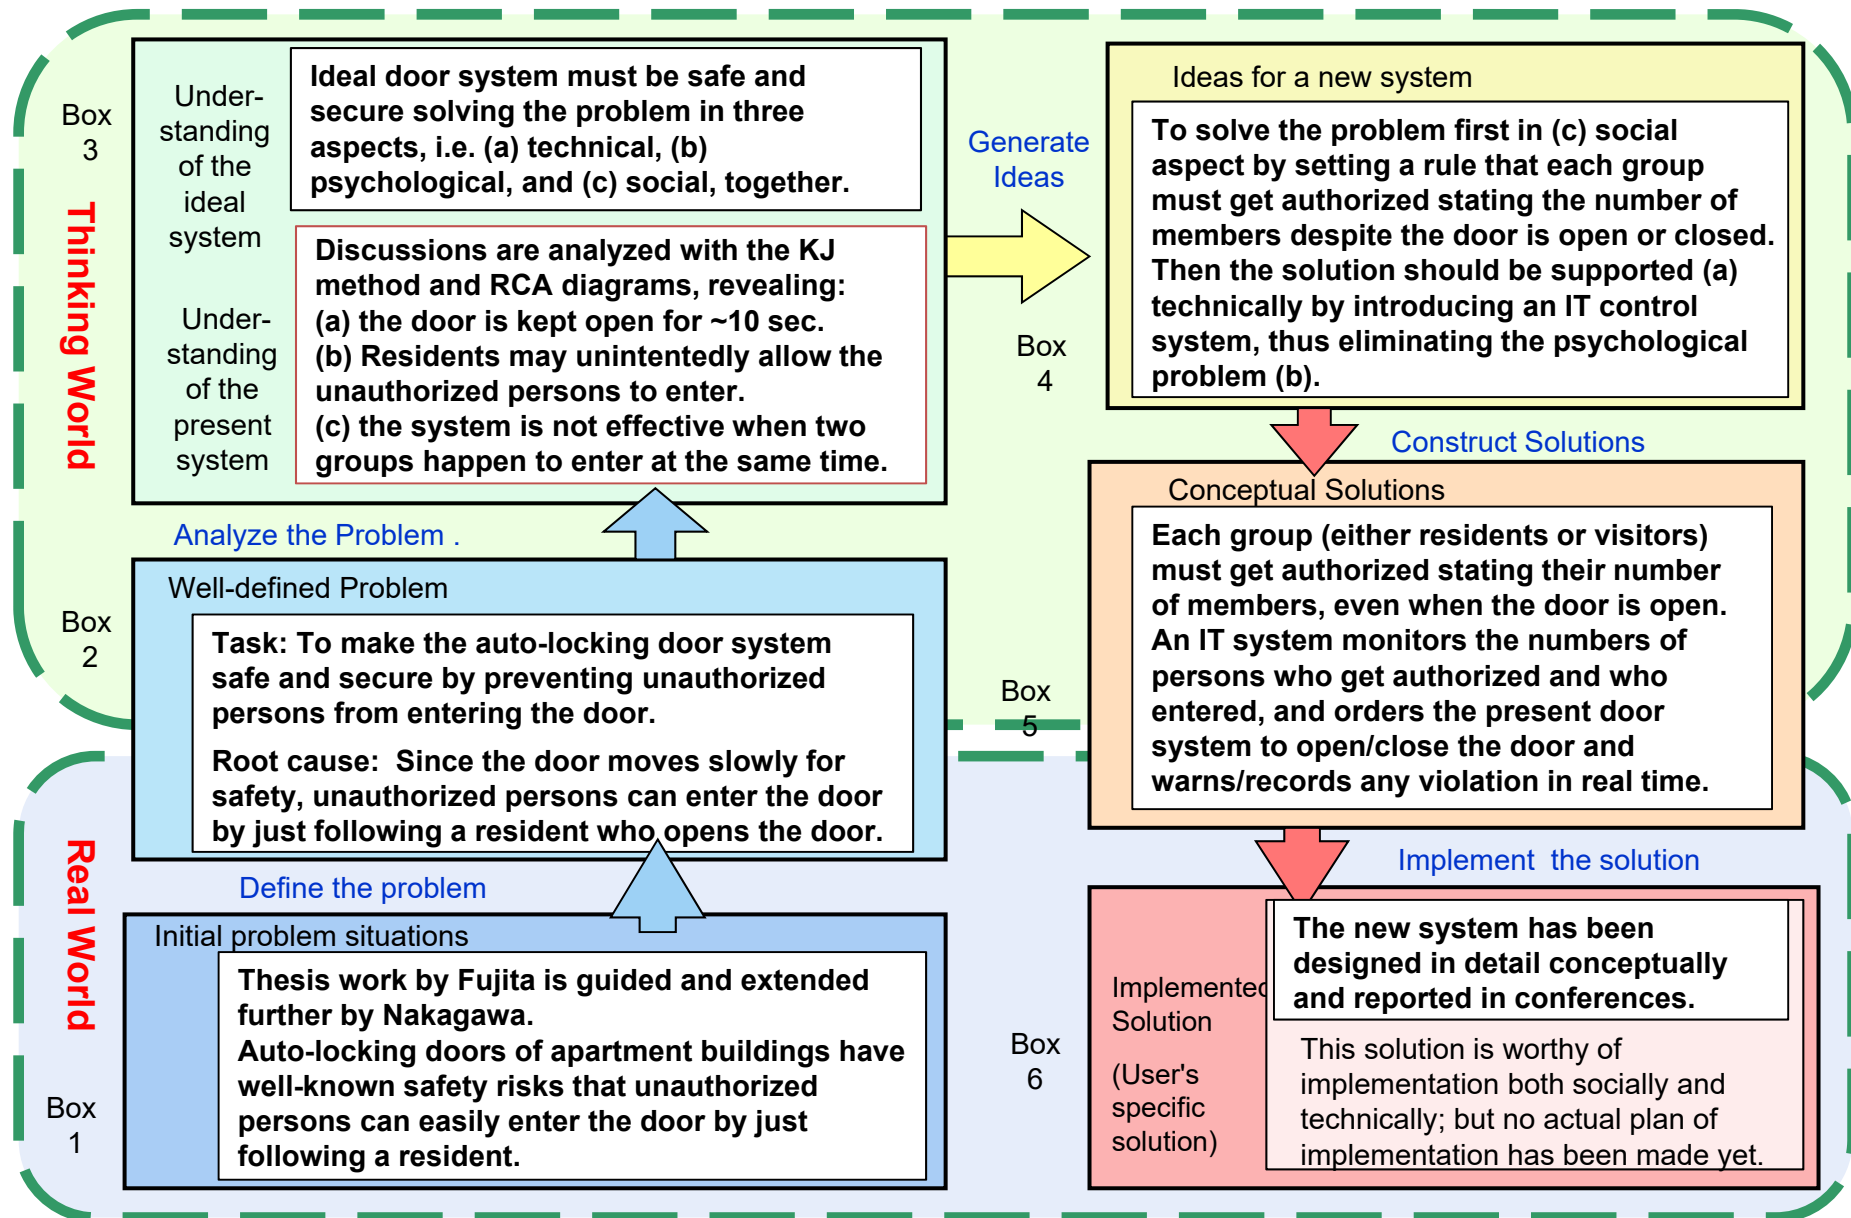 Box
3
Thinking World
Under-
standing
of the
ideal
system
Ideal door system must be safe and
secure solving the problem in three
aspects, i.e. (a) technical, (b)
psychological, and (c) social, together.
Under-
standing
of the
present
system
Discussions are analyzed with the KJ
method and RCA diagrams, revealing:
(a) the door is kept open for ~10 sec.
(b) Residents may unintendedly allow the
unauthorized persons to enter.
(c) the system is not effective when two
groups happen to enter at the same time.
Generate
Ideas
Box
4
Ideas for a new system
To solve the problem first in (c) social
aspect by setting a rule that each group
must get authorized stating the number of
members despite the door is open or closed.
Then the solution should be supported (a)
technically by introducing an IT control
system, thus eliminating the psychological
problem (b).
Construct Solutions
Analyze the Problem .
Box
2
Well-defined Problem
Task: To make the auto-locking door system
safe and secure by preventing unauthorized
persons from entering the door.
Root cause:  Since the door moves slowly for
safety, unauthorized persons can enter the door
by just following a resident who opens the door.
Box
5
Conceptual Solutions
Each group (either residents or visitors)
must get authorized stating their number
of members, even when the door is open.
An IT system monitors the numbers of
persons who get authorized and who
entered, and orders the present door
system to open/close the door and
warns/records any violation in real time.
Real World
Define the problem
Implement  the solution
Box
1
Initial problem situations
Thesis work by Fujita is guided and extended
further by Nakagawa.
Auto-locking doors of apartment buildings have
well-known safety risks that unauthorized
persons can easily enter the door by just
following a resident.
Box
6
Implemented
Solution
(User's
specific
solution)
The new system has been
designed in detail conceptually
and reported in conferences.
This solution is worthy of
implementation both socially and
technically; but no actual plan of
implementation has been made yet.